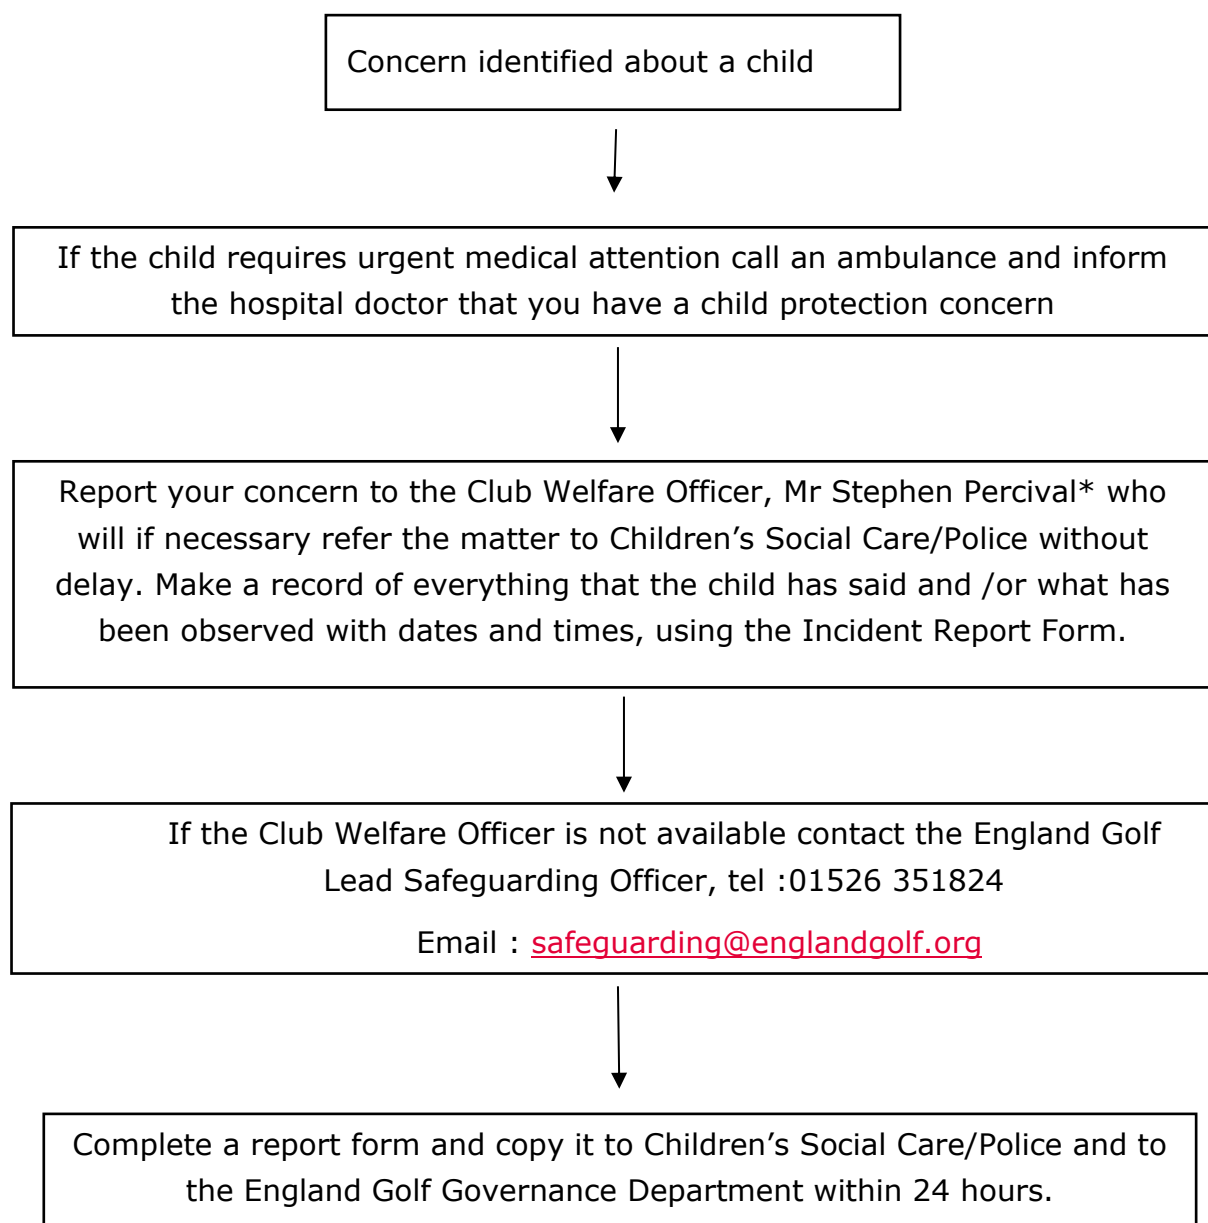 Concern identified about a child
If the child requires urgent medical attention call an ambulance and inform
the hospital doctor that you have a child protection concern
Report your concern to the Club Welfare Officer, Mr Stephen Percival* who
will if necessary refer the matter to Children’s Social Care/Police without
delay. Make a record of everything that the child has said and /or what has
been observed with dates and times, using the Incident Report Form.
If the Club Welfare Officer is not available contact the England Golf
Lead Safeguarding Officer, tel :01526 351824
Email : safeguarding@englandgolf.org
Complete a report form and copy it to Children’s Social Care/Police and to
the England Golf Governance Department within 24 hours.